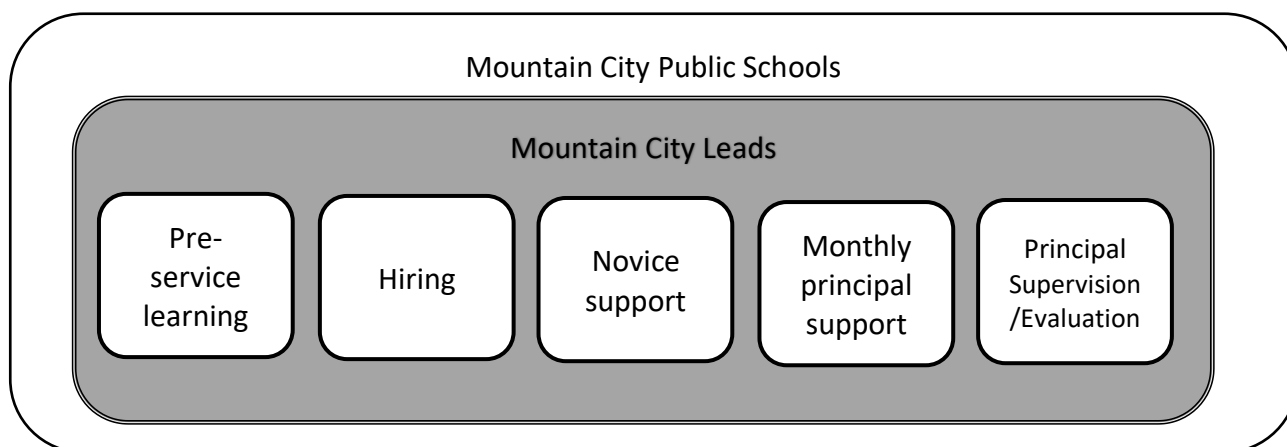 Mountain City Public Schools
Mountain City Leads
Pre-
service
learning
Hiring
Novice
support
Monthly
principal
support
Principal
Supervision
/Evaluation